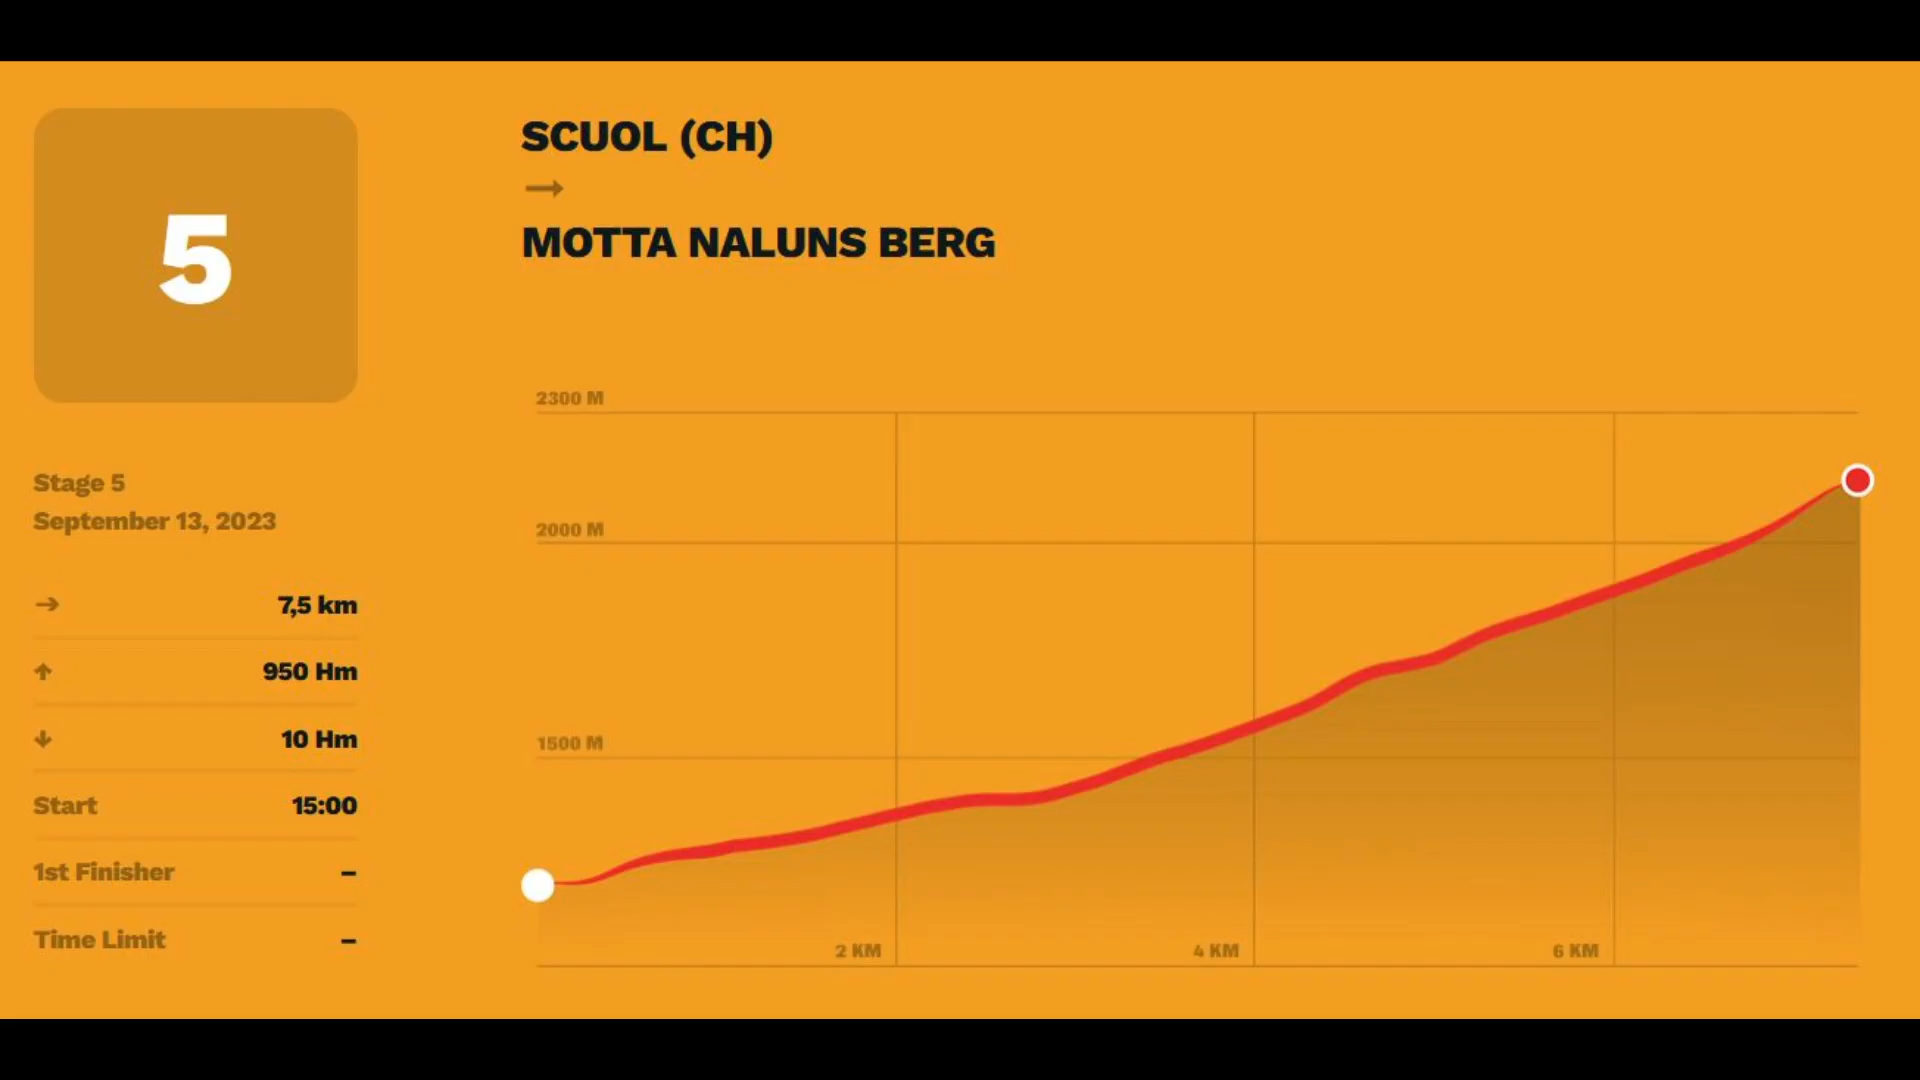 5
SCUOL (CH)
→
MOTTA NALUNS BERG
Stage 5
September 13, 2023
→ 7,5 km
↑ 950 Hm
↓ 10 Hm
Start 15:00
1st Finisher –
Time Limit –
2300 M
2000 M
1500 M
2 KM 4 KM 6 KM